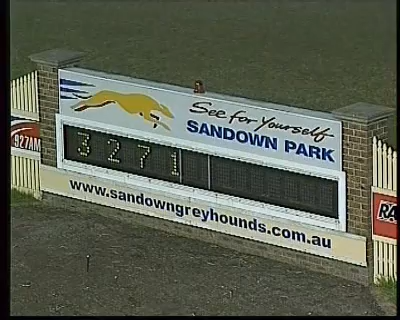 See for Yourself
SANDOWN PARK
3 2 7 1
927AM
www.sandowngreyhounds.com.au
RA